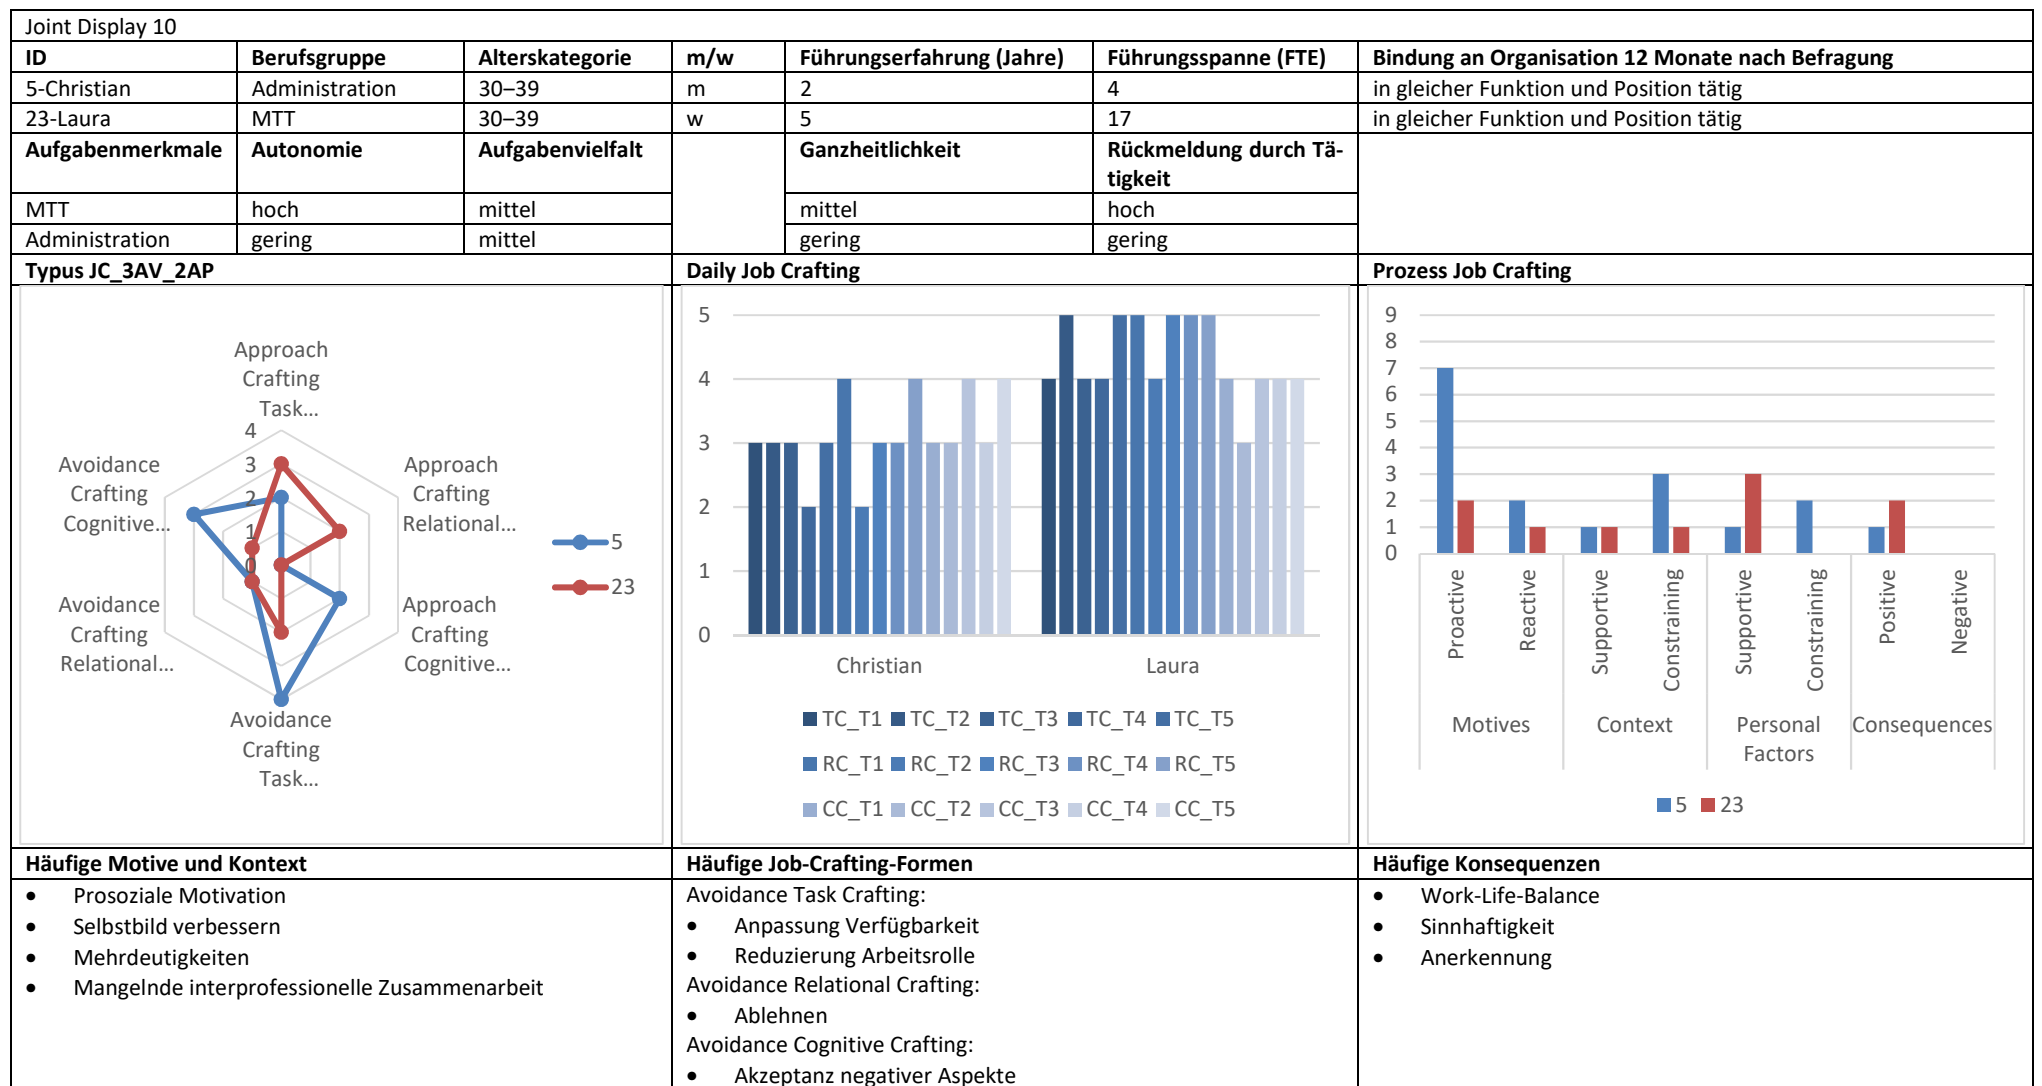 Joint Display 10
ID Berufsgruppe Alterskategorie m/w Führungserfahrung (Jahre) Führungsspanne (FTE) Bindung an Organisation 12 Monate nach Befragung
5-Christian Administration 30–39 m 2 4 in gleicher Funktion und Position tätig
23-Laura MTT 30–39 w 5 17 in gleicher Funktion und Position tätig
Aufgabenmerkmale Autonomie Aufgabenvielfalt Ganzheitlichkeit Rückmeldung durch Tä-
tigkeit
MTT hoch mittel mittel hoch
Administration gering mittel gering gering
Typus JC_3AV_2AP Daily Job Crafting Prozess Job Crafting
Approach
Crafting
Task...
4
3
2
1
0
Avoidance
Crafting
Cognitive...
Approach
Crafting
Relational...
Avoidance
Crafting
Relational...
Approach
Crafting
Cognitive...
Avoidance
Crafting
Task...
5
23
5
4
3
2
1
0
Christian Laura
TC_T1 TC_T2 TC_T3 TC_T4 TC_T5
RC_T1 RC_T2 RC_T3 RC_T4 RC_T5
CC_T1 CC_T2 CC_T3 CC_T4 CC_T5
9
8
7
6
5
4
3
2
1
0
Proactive
Reactive
Supportive
Constraining
Supportive
Constraining
Positive
Negative
Motives Context Personal Consequences
Factors
5 23
Häufige Motive und Kontext
• Prosoziale Motivation
• Selbstbild verbessern
• Mehrdeutigkeiten
• Mangelnde interprofessionelle Zusammenarbeit
Häufige Job-Crafting-Formen
Avoidance Task Crafting:
• Anpassung Verfügbarkeit
• Reduzierung Arbeitsrolle
Avoidance Relational Crafting:
• Ablehnen
Avoidance Cognitive Crafting:
• Akzeptanz negativer Aspekte
Häufige Konsequenzen
• Work-Life-Balance
• Sinnhaftigkeit
• Anerkennung